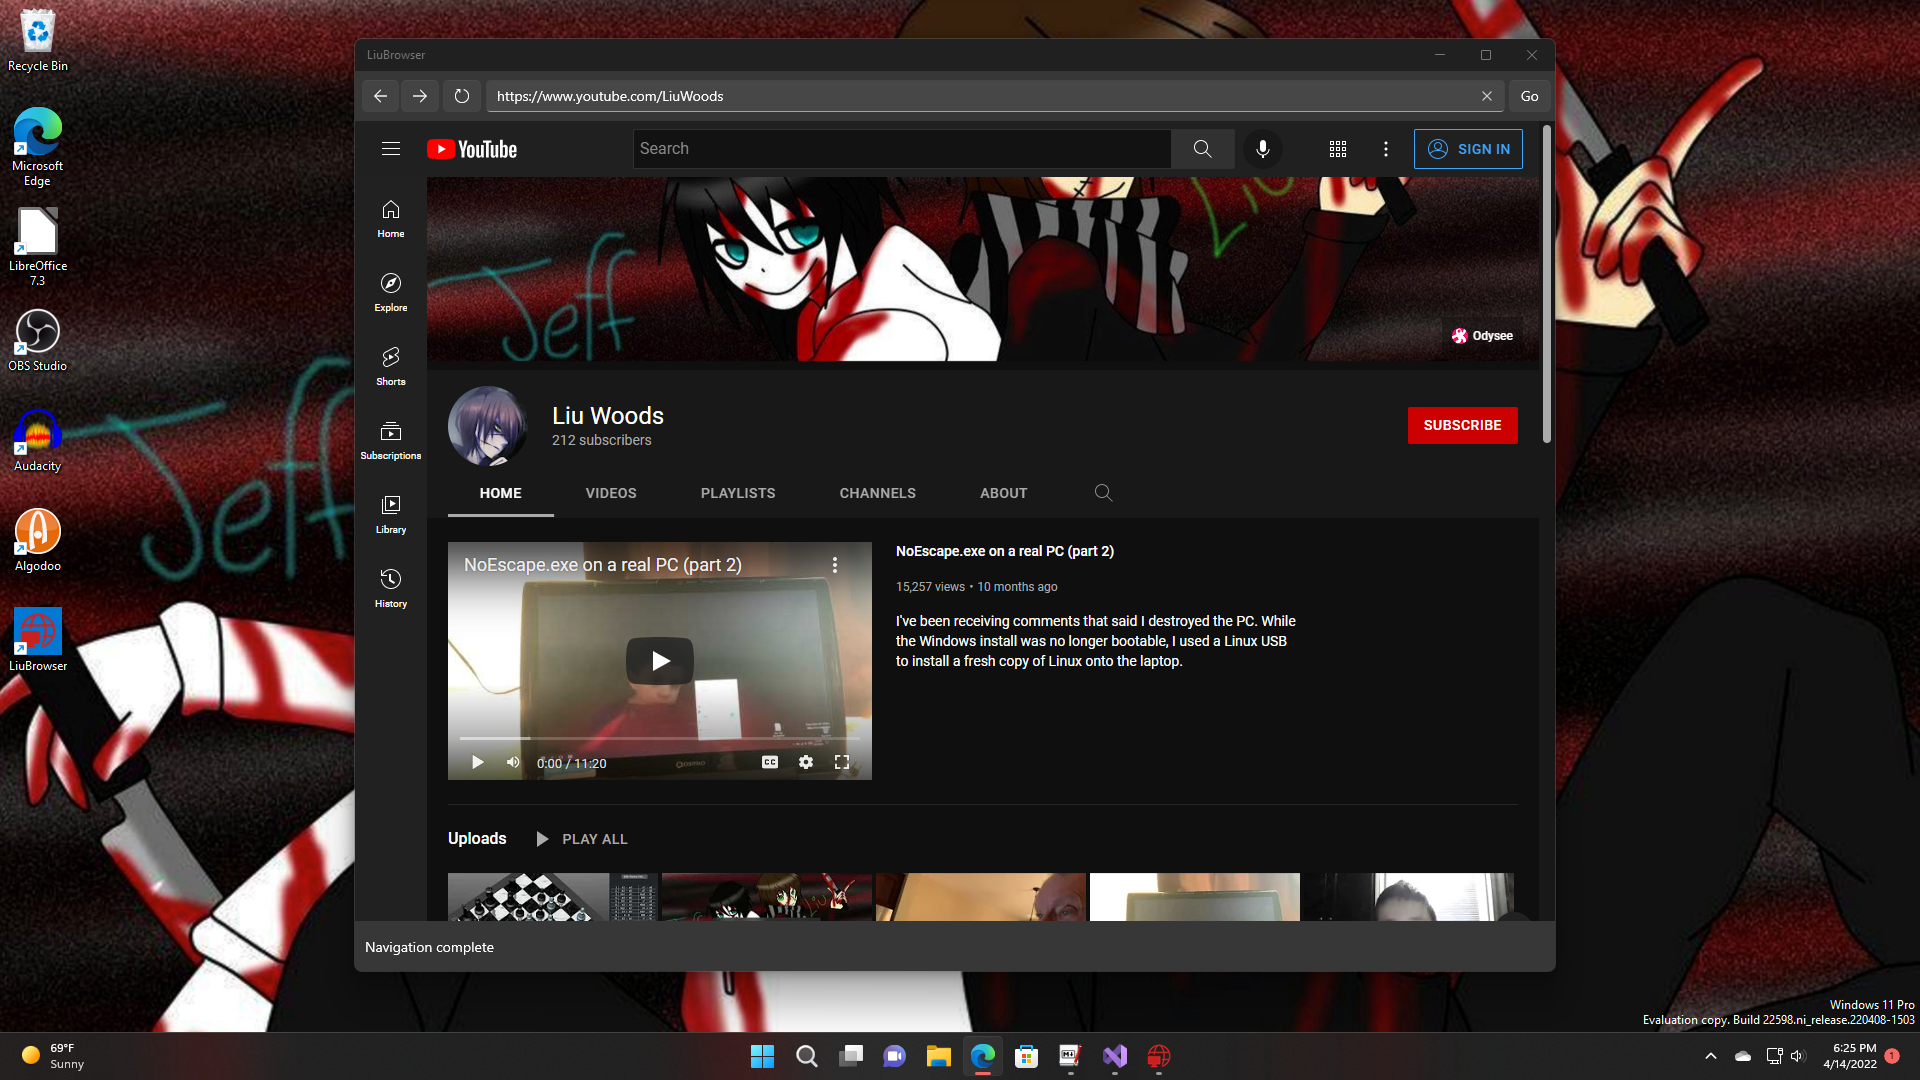 Recycle Bin
Microsoft
Edge
LibreOffice
7.3
OBS Studio
Audacity
Algodoo
LiuBrowser
Jeff
LiuBrowser
https://www.youtube.com/LiuWoods
Go
YouTube
Search
SIGN IN
Home
Explore
Shorts
Subscriptions
Library
History
Jeff
Liu
Odysee
Liu Woods
212 subscribers
SUBSCRIBE
HOME
VIDEOS
PLAYLISTS
CHANNELS
ABOUT
NoEscape.exe on a real PC (part 2)
0:00 / 11:20
CC
NoEscape.exe on a real PC (part 2)
15,257 views • 10 months ago
I've been receiving comments that said I destroyed the PC. While
the Windows install was no longer bootable, I used a Linux USB
to install a fresh copy of Linux onto the laptop.
Uploads
PLAY ALL
Navigation complete
Windows 11 Pro
Evaluation copy. Build 22598.ni_release.220408-1503
69°F
Sunny
6:25 PM
4/14/2022
1